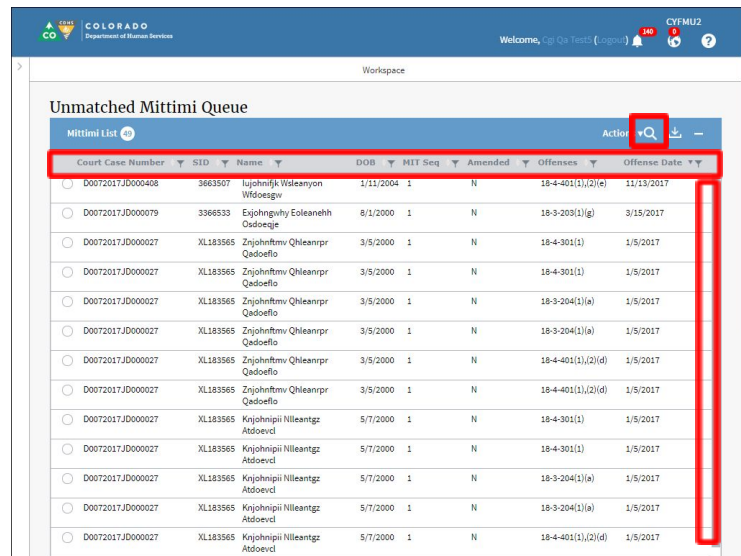 CYFMU2
CO CDHS COLORADO
Department of Human Services
Welcome, Cgi Qa Test5 (Logout) 140 0 ?
Workspace
Unmatched Mittimi Queue
Mittimi List 49 Action
Court Case Number SID Name DOB MIT Seq Amended Offenses Offense Date
D0072017JD000408 3663507 Iujohnifjk Wsleanyon 1/11/2004 1 N 18-4-401(1),(2)(e) 11/13/2017
Wfdoesgw
D0072017JD000079 3366533 Exjohngwhy Eoleanehh 8/1/2000 1 N 18-3-203(1)(g) 3/15/2017
Osdoeqje
D0072017JD000027 XL183565 Znjohnftmv Qhleanrpr 3/5/2000 1 N 18-4-301(1) 1/5/2017
Qadoeflo
D0072017JD000027 XL183565 Znjohnftmv Qhleanrpr 3/5/2000 1 N 18-4-301(1) 1/5/2017
Qadoeflo
D0072017JD000027 XL183565 Znjohnftmv Qhleanrpr 3/5/2000 1 N 18-3-204(1)(a) 1/5/2017
Qadoeflo
D0072017JD000027 XL183565 Znjohnftmv Qhleanrpr 3/5/2000 1 N 18-3-204(1)(a) 1/5/2017
Qadoeflo
D0072017JD000027 XL183565 Znjohnftmv Qhleanrpr 3/5/2000 1 N 18-4-401(1),(2)(d) 1/5/2017
Qadoeflo
D0072017JD000027 XL183565 Znjohnftmv Qhleanrpr 3/5/2000 1 N 18-4-401(1),(2)(d) 1/5/2017
Qadoeflo
D0072017JD000027 XL183565 Knjohnipii Nlleantgz 5/7/2000 1 N 18-4-301(1) 1/5/2017
Atdoevcl
D0072017JD000027 XL183565 Knjohnipii Nlleantgz 5/7/2000 1 N 18-4-301(1) 1/5/2017
Atdoevcl
D0072017JD000027 XL183565 Knjohnipii Nlleantgz 5/7/2000 1 N 18-3-204(1)(a) 1/5/2017
Atdoevcl
D0072017JD000027 XL183565 Knjohnipii Nlleantgz 5/7/2000 1 N 18-3-204(1)(a) 1/5/2017
Atdoevcl
D0072017JD000027 XL183565 Knjohnipii Nlleantgz 5/7/2000 1 N 18-4-401(1),(2)(d) 1/5/2017
Atdoevcl